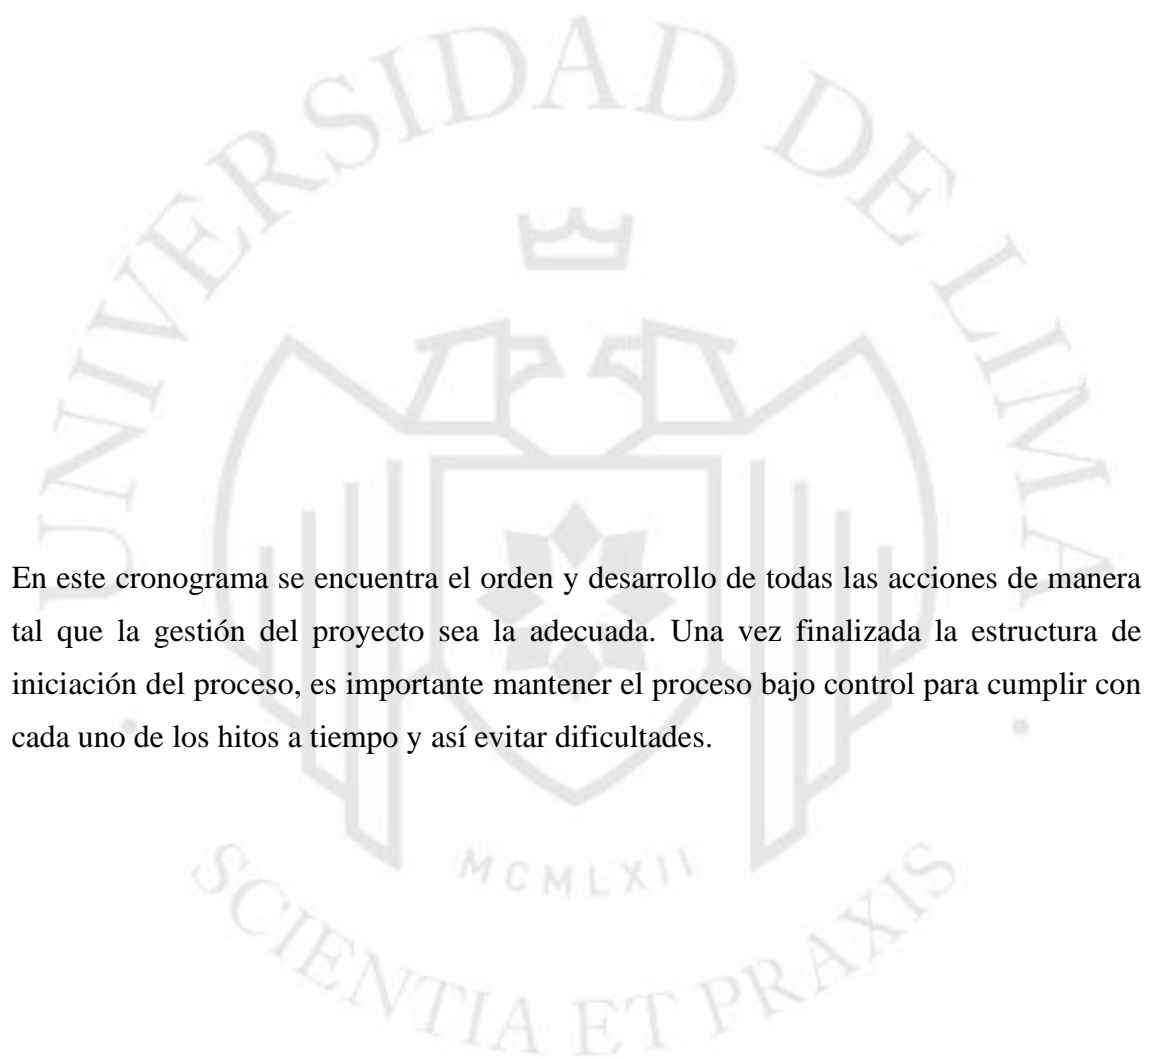 UNIVERSIDAD DE LIMA
En este cronograma se encuentra el orden y desarrollo de todas las acciones de manera
tal que la gestión del proyecto sea la adecuada. Una vez finalizada la estructura de
iniciación del proceso, es importante mantener el proceso bajo control para cumplir con
cada uno de los hitos a tiempo y así evitar dificultades.
MCMLXII
SCIENTIA ET PRAXIS